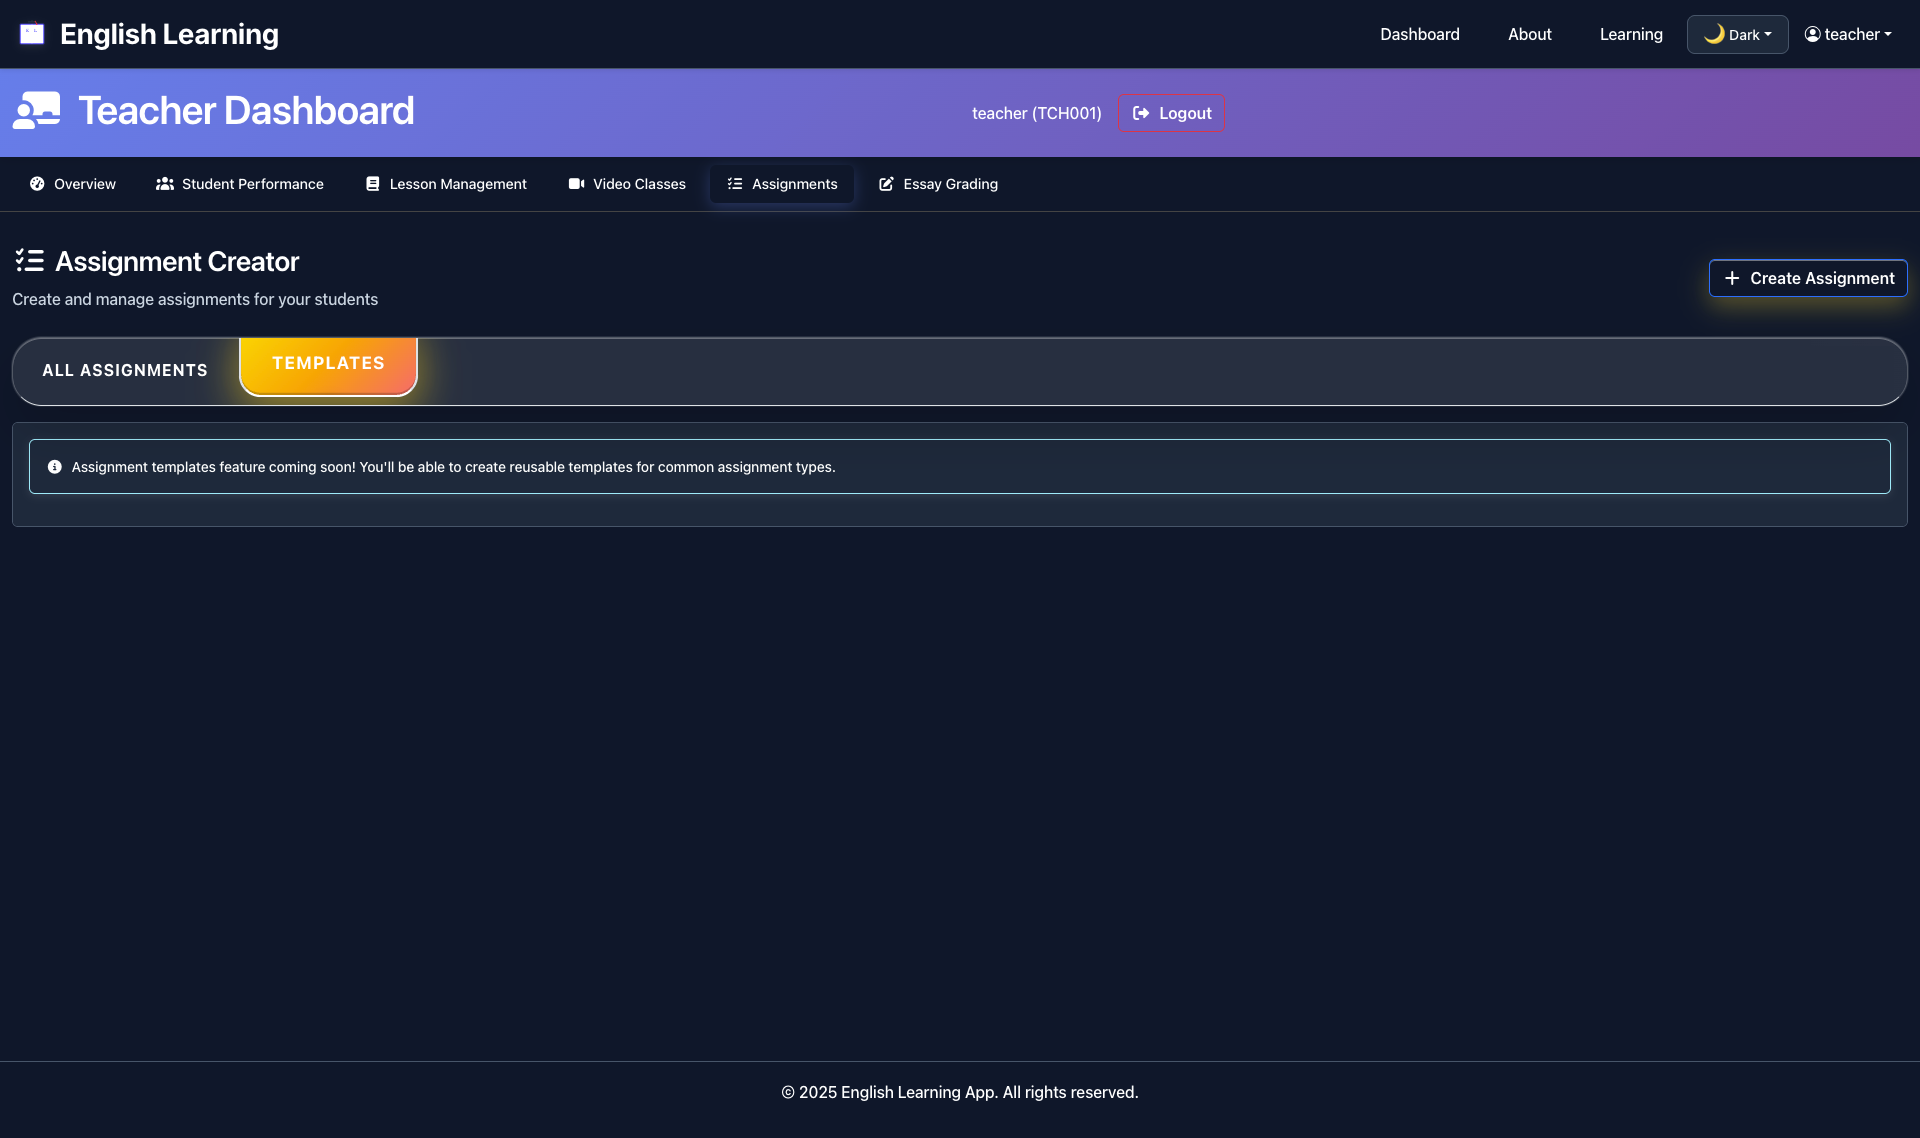 English Learning
Dashboard
About
Learning
Dark
teacher
Teacher Dashboard
teacher (TCH001)
Logout
Overview
Student Performance
Lesson Management
Video Classes
Assignments
Essay Grading
Assignment Creator
Create and manage assignments for your students
Create Assignment
ALL ASSIGNMENTS
TEMPLATES
Assignment templates feature coming soon! You'll be able to create reusable templates for common assignment types.
© 2025 English Learning App. All rights reserved.